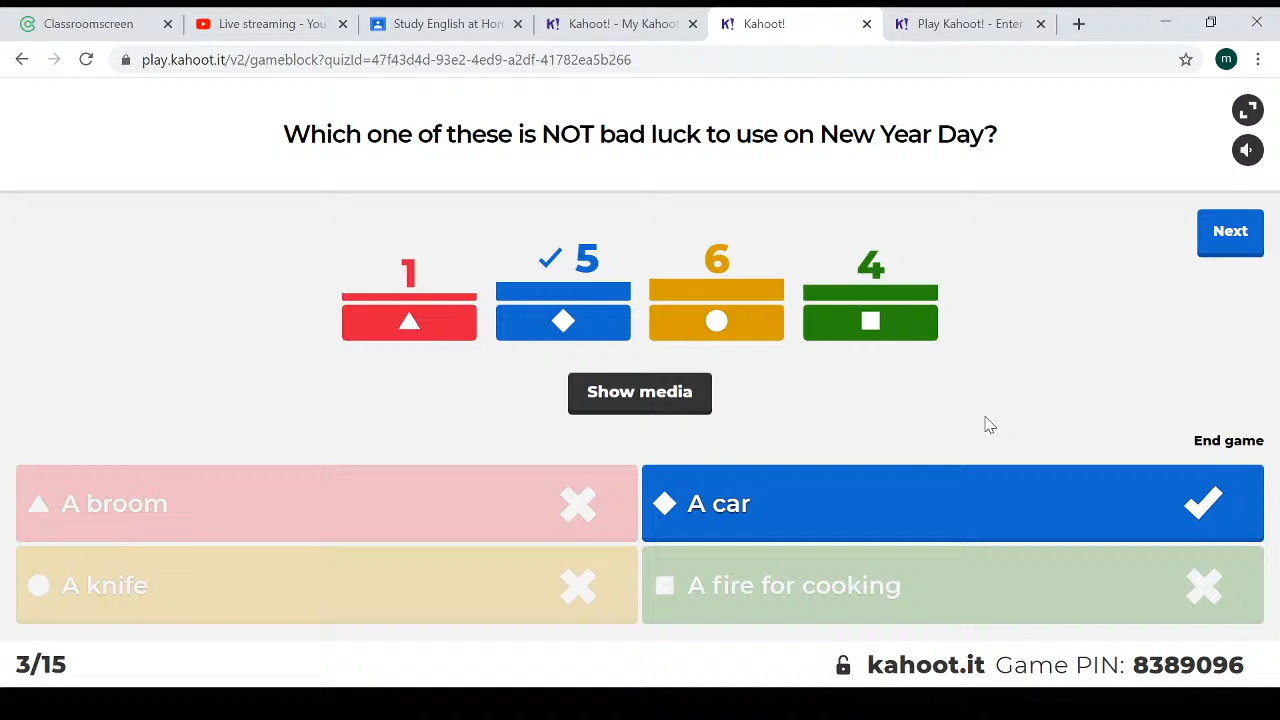 Classroomscreen
Live streaming - You
Study English at Hon
K! Kahoot! - My Kahoot
K! Kahoot!
K! Play Kahoot! - Enter
play.kahoot.it/v2/gameblock?quizId=47f43d4d-93e2-4ed9-a2df-41782ea5b266
m
Which one of these is NOT bad luck to use on New Year Day?
Next
1
5
6
4
Show media
End game
A broom
A car
A knife
A fire for cooking
3/15
kahoot.it Game PIN: 8389096